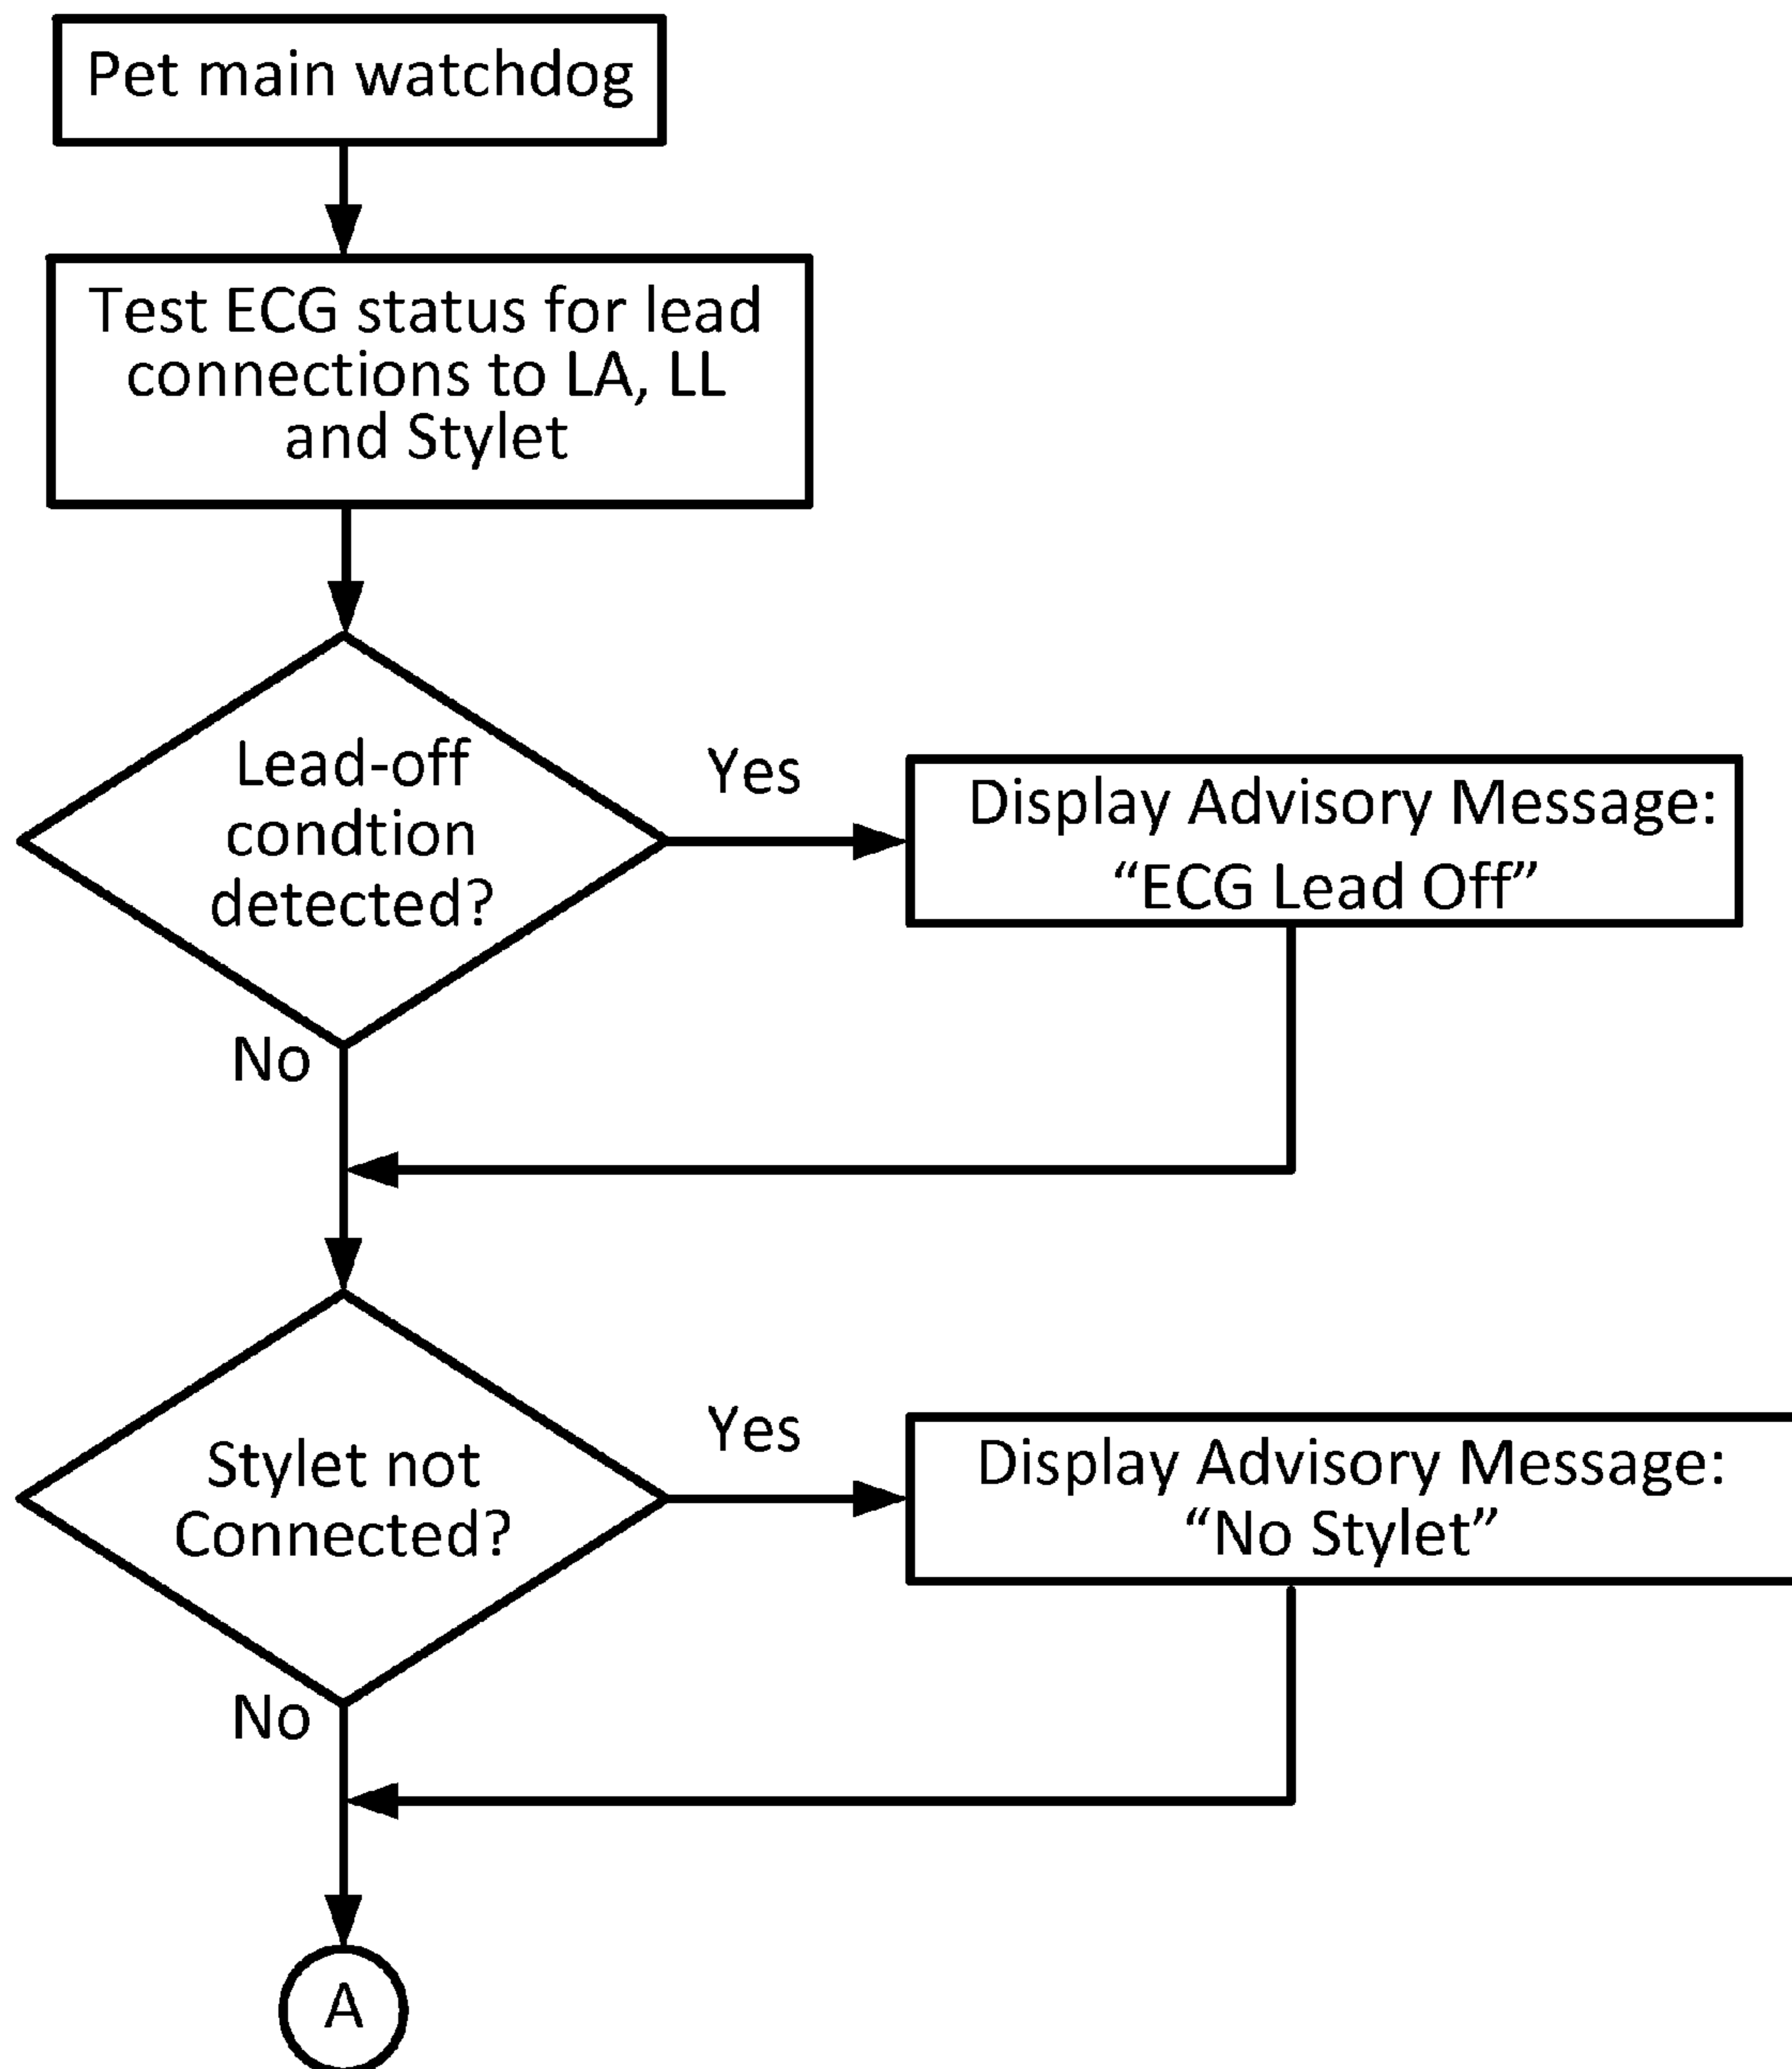 Pet main watchdog
Test ECG status for lead
connections to LA, LL
and Stylet
Lead-off
condtion
detected?
Yes
Display Advisory Message:
“ECG Lead Off”
No
Stylet not
Connected?
Yes
Display Advisory Message:
“No Stylet”
No
A